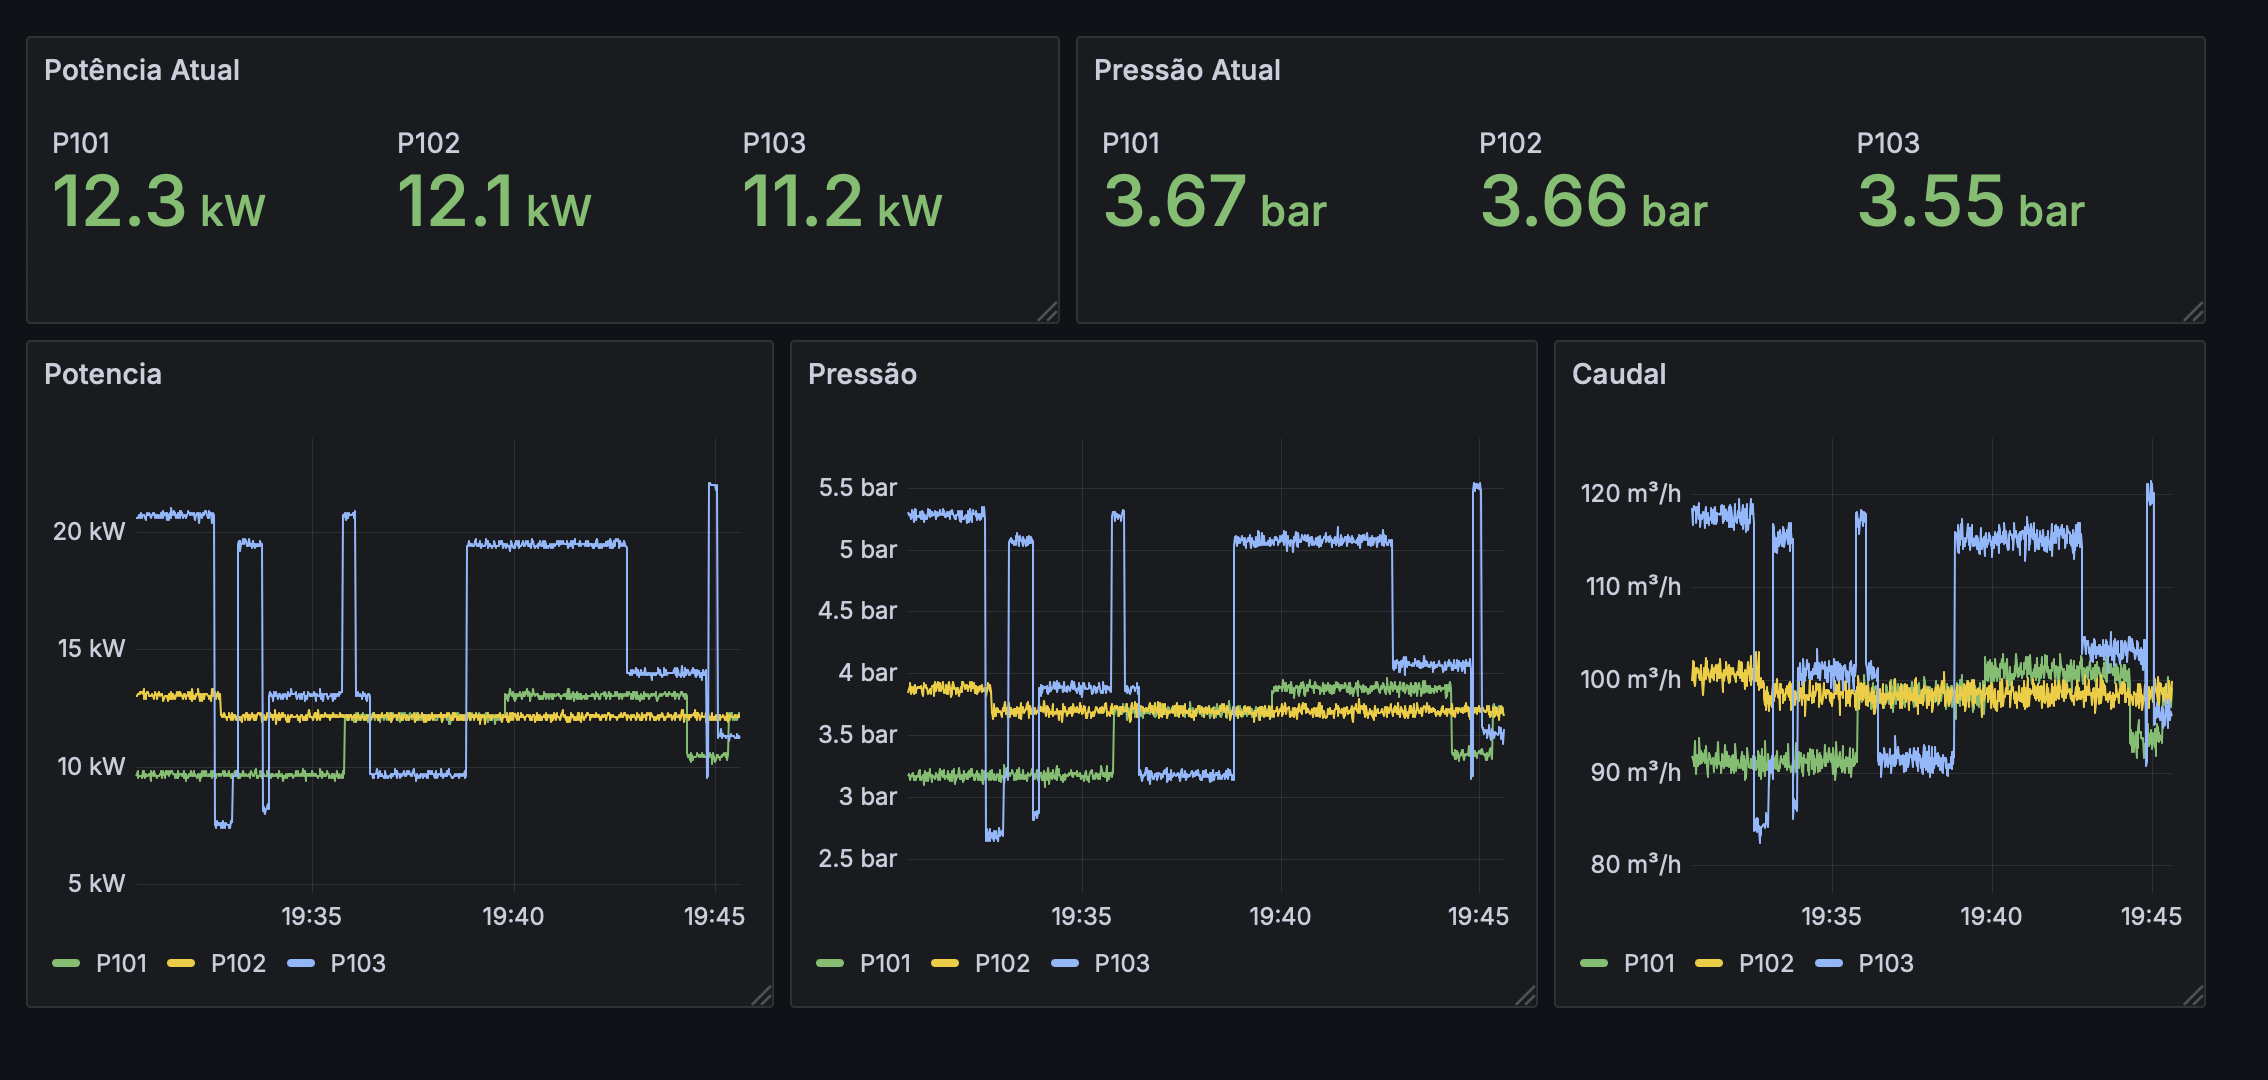 Potência Atual
P101
12.3 kW
P102
12.1 kW
P103
11.2 kW
Pressão Atual
P101
3.67 bar
P102
3.66 bar
P103
3.55 bar
Potencia
20 kW
15 kW
10 kW
5 kW
19:35 19:40 19:45
P101 P102 P103
Pressão
5.5 bar
5 bar
4.5 bar
4 bar
3.5 bar
3 bar
2.5 bar
19:35 19:40 19:45
P101 P102 P103
Caudal
120 m³/h
110 m³/h
100 m³/h
90 m³/h
80 m³/h
19:35 19:40 19:45
P101 P102 P103